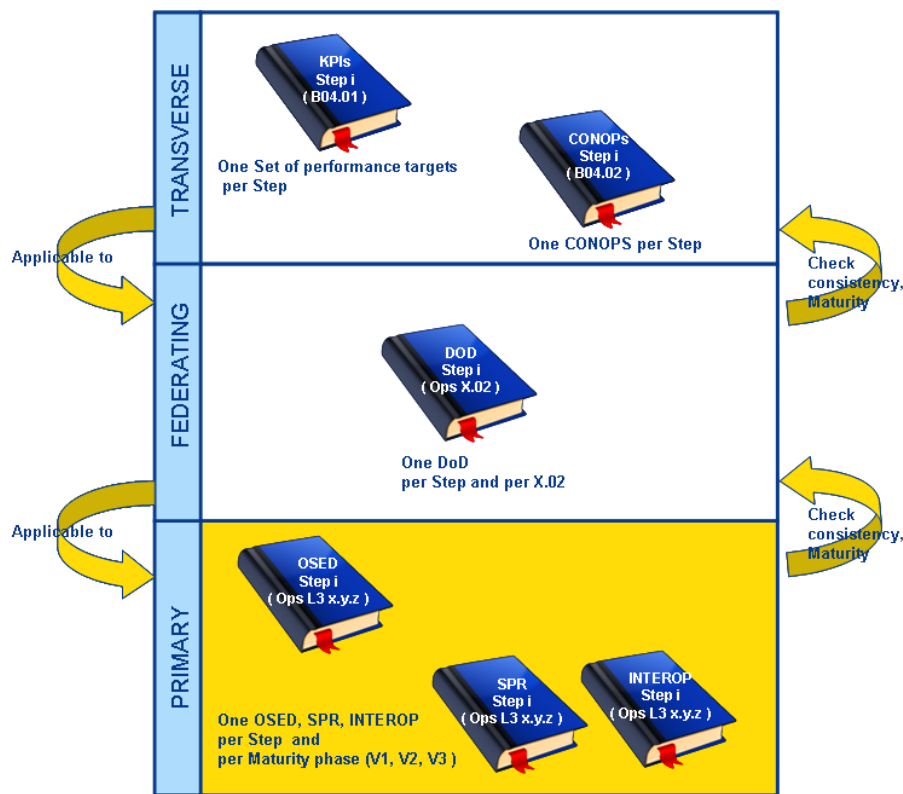 TRANSVERSE
KPIs
Step i
( B04.01 )
One Set of performance targets
per Step
CONOPs
Step i
( B04.02 )
One CONOPS per Step
Applicable to
Check
consistency,
Maturity
FEDERATING
DOD
Step i
( Ops X.02 )
One DoD
per Step and per X.02
Applicable to
Check
consistency,
Maturity
PRIMARY
OSED
Step i
( Ops L3 x.y.z )
SPR
Step i
( Ops L3 x.y.z )
INTEROP
Step i
( Ops L3 x.y.z )
One OSED, SPR, INTEROP
per Step and
per Maturity phase (V1, V2, V3 )